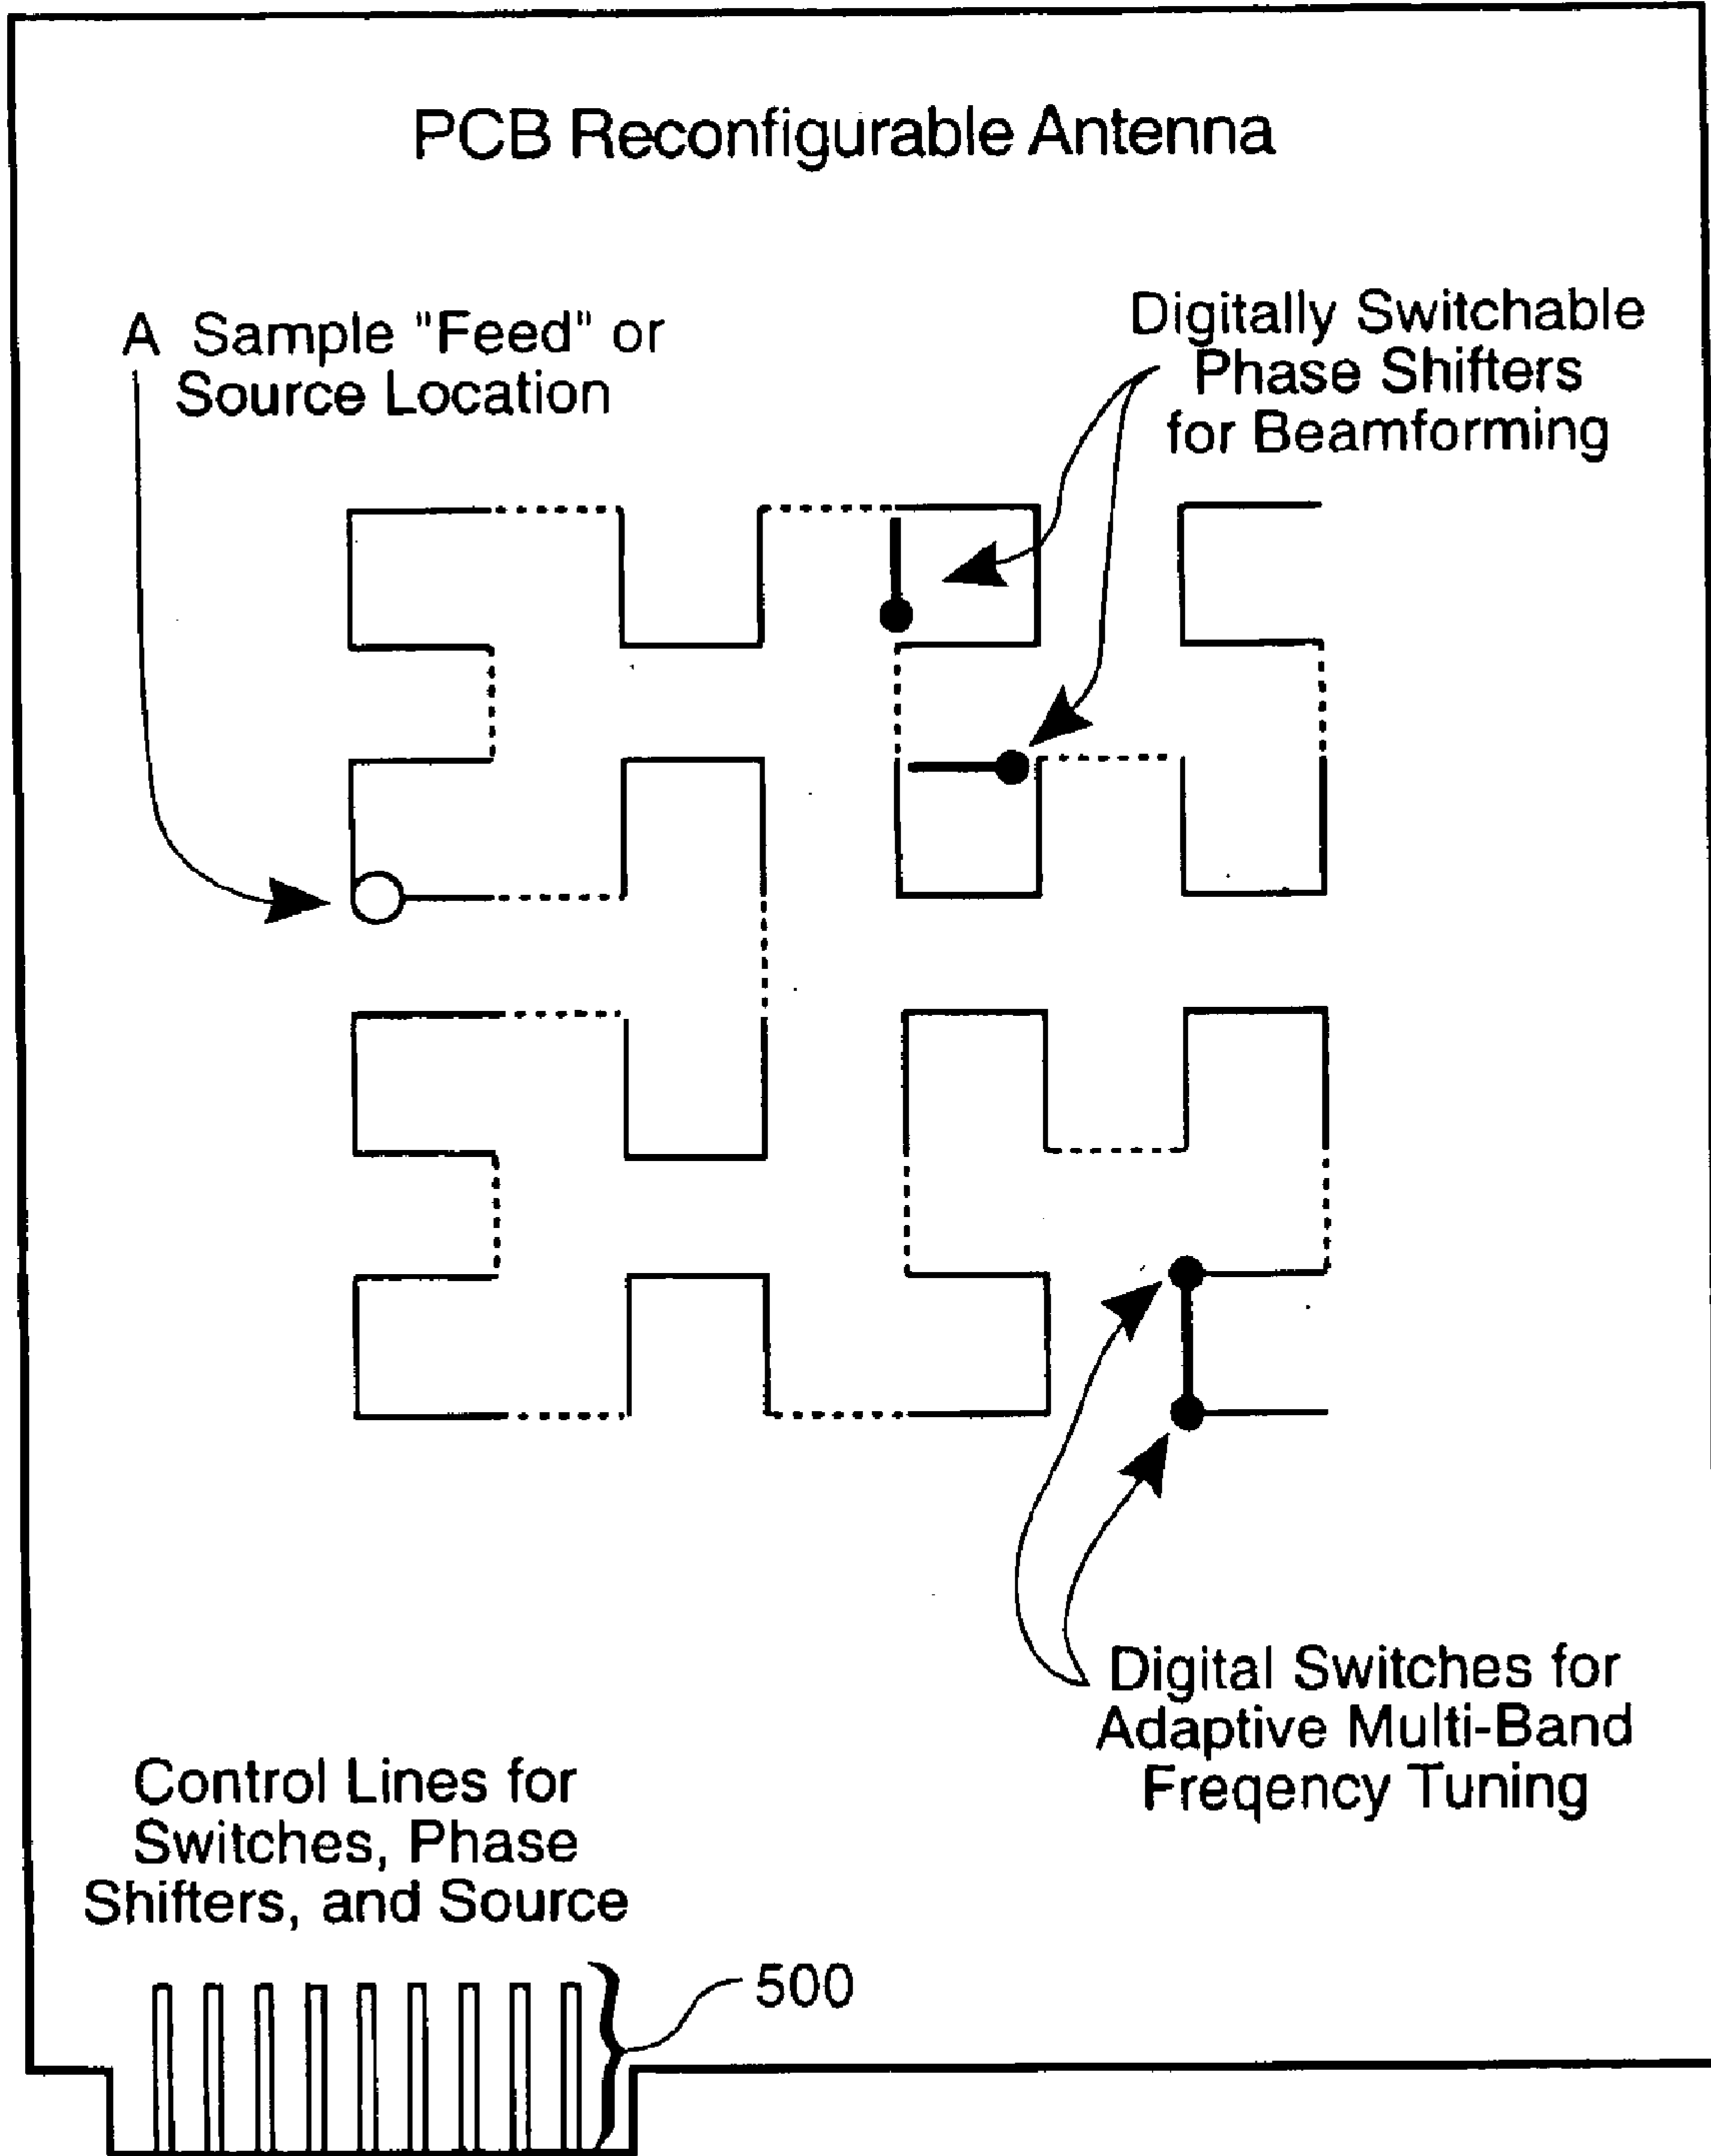 PCB Reconfigurable Antenna
A Sample "Feed" or
Source Location
Digitally Switchable
Phase Shifters
for Beamforming
Digital Switches for
Adaptive Multi-Band
Freqency Tuning
Control Lines for
Switches, Phase
Shifters, and Source
500